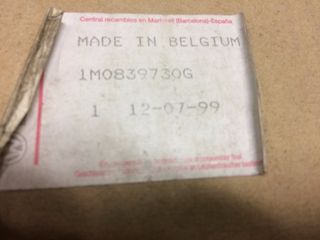 Central recambios en Martorell (Barcelona)-España
MADE IN BELGIUM
1M0839730G
1 12-07-99